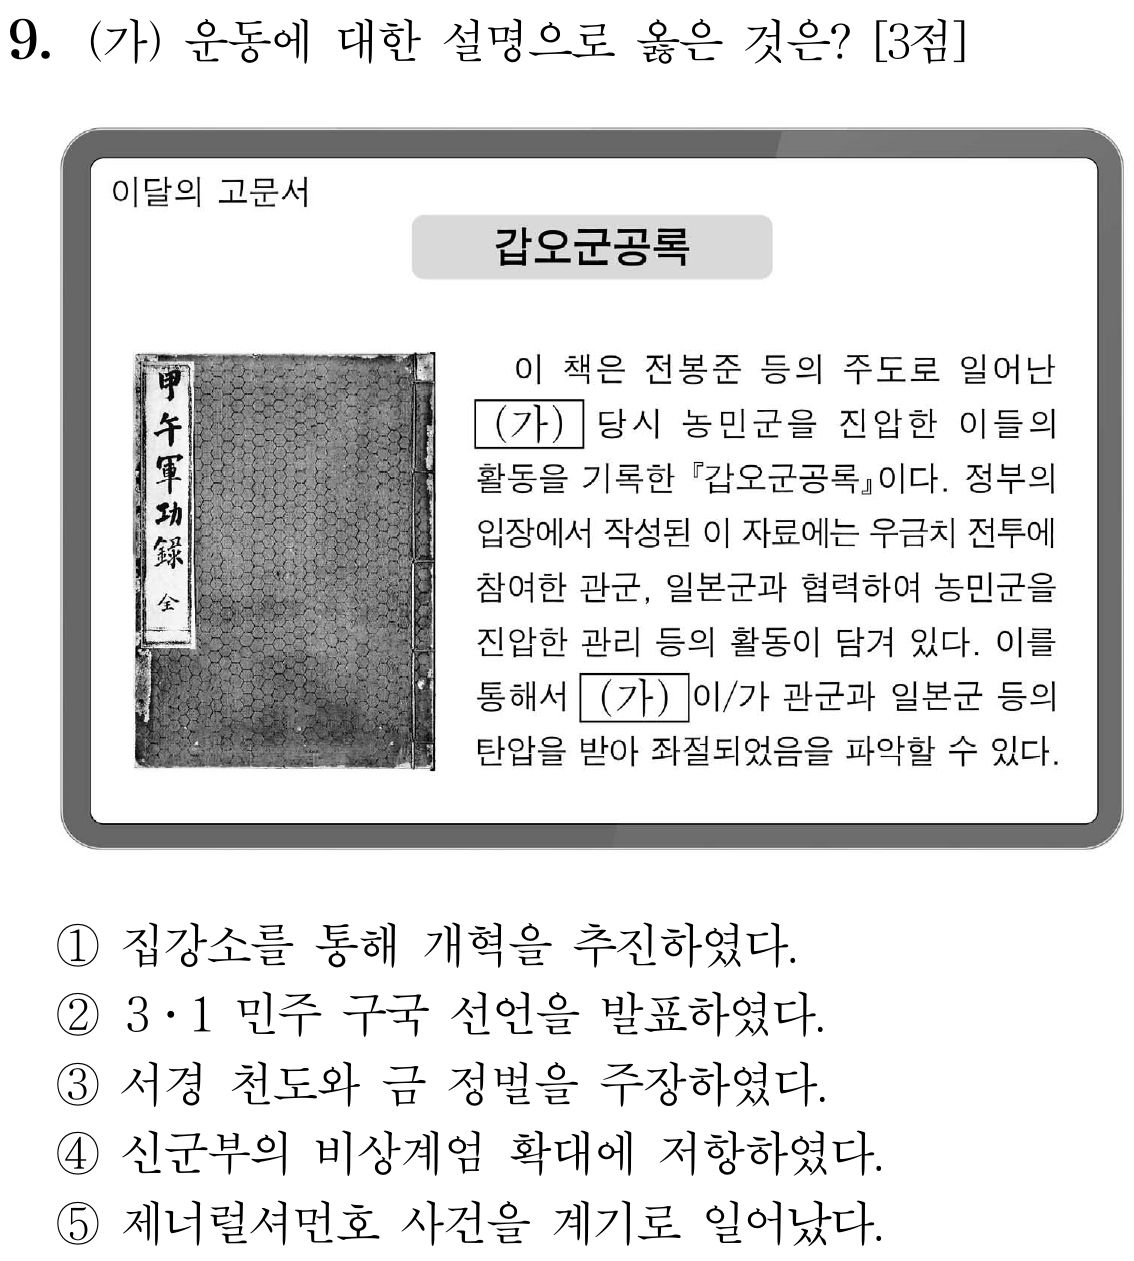 9. (가) 운동에 대한 설명으로 옳은 것은? [3점]
이달의 고문서
갑오군공록
甲午軍功錄 全
이 책은 전봉준 등의 주도로 일어난
(가) 당시 농민군을 진압한 이들의
활동을 기록한 『갑오군공록』이다. 정부의
입장에서 작성된 이 자료에는 우금치 전투에
참여한 관군, 일본군과 협력하여 농민군을
진압한 관리 등의 활동이 담겨 있다. 이를
통해서 (가) 이/가 관군과 일본군 등의
탄압을 받아 좌절되었음을 파악할 수 있다.
① 집강소를 통해 개혁을 추진하였다.
② 3·1 민주 구국 선언을 발표하였다.
③ 서경 천도와 금 정벌을 주장하였다.
④ 신군부의 비상계엄 확대에 저항하였다.
⑤ 제너럴셔먼호 사건을 계기로 일어났다.